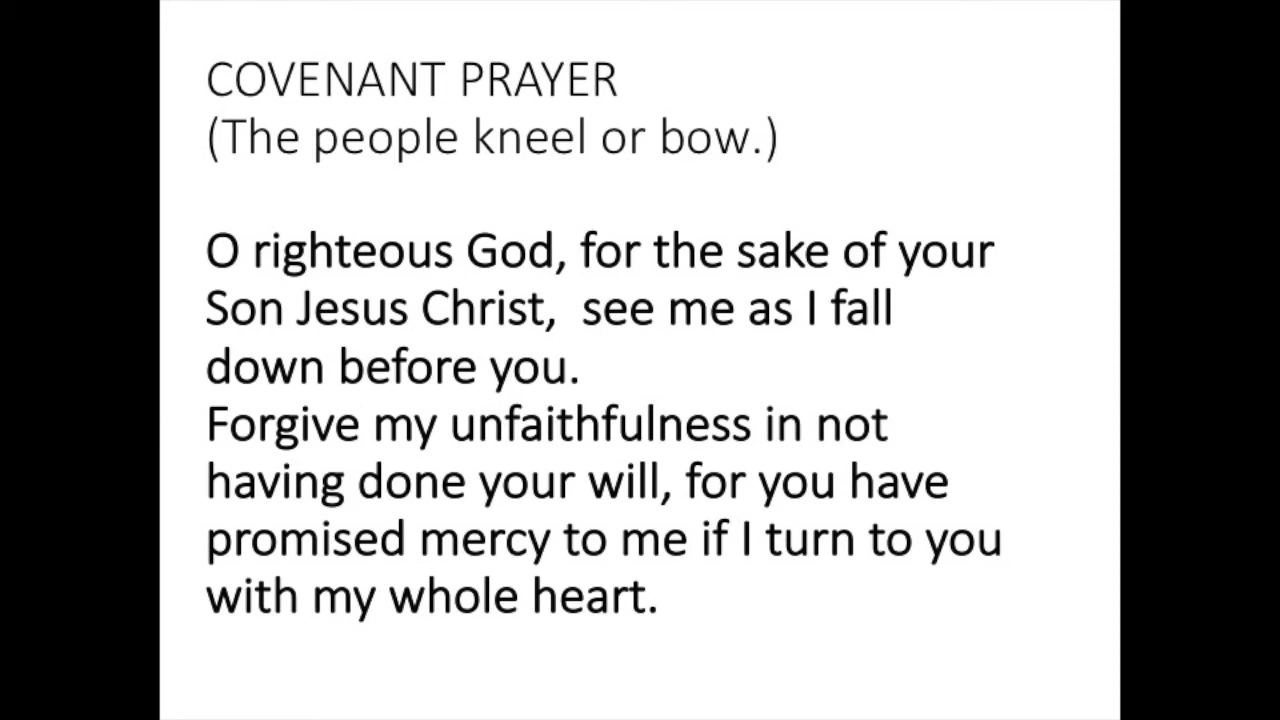 COVENANT PRAYER
(The people kneel or bow.)
O righteous God, for the sake of your
Son Jesus Christ,  see me as I fall
down before you.
Forgive my unfaithfulness in not
having done your will, for you have
promised mercy to me if I turn to you
with my whole heart.